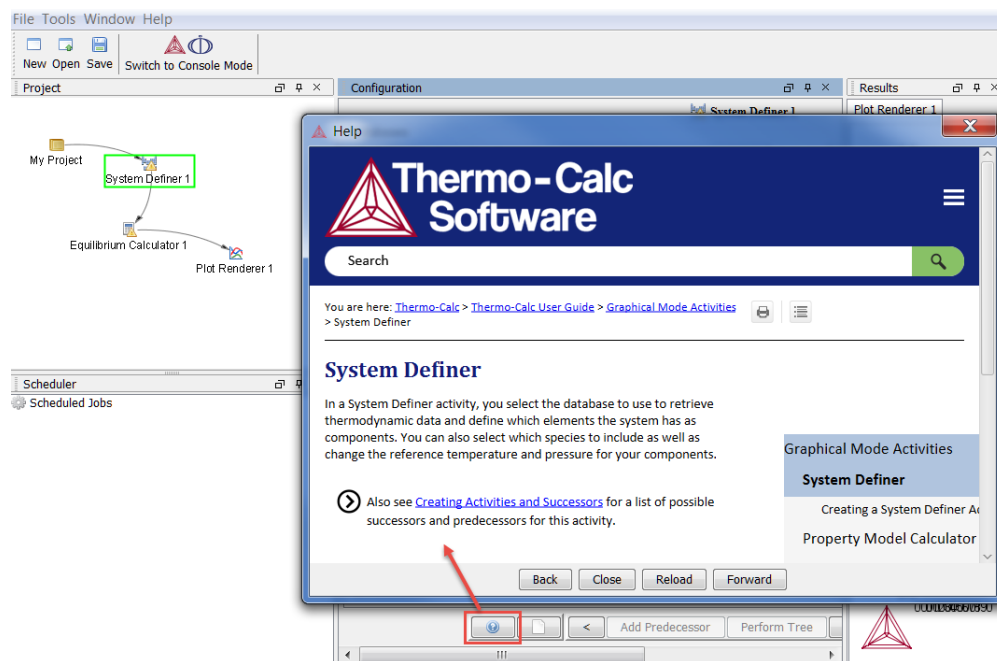 File Tools Window Help
New Open Save Switch to Console Mode
Project
My Project
System Definer 1
Equilibrium Calculator 1
Plot Renderer 1
Scheduler
Scheduled Jobs
Configuration
System Definer 1
Results
Plot Renderer 1
Help
Thermo-Calc
Software
Search
You are here: Thermo-Calc > Thermo-Calc User Guide > Graphical Mode Activities
> System Definer
System Definer
In a System Definer activity, you select the database to use to retrieve
thermodynamic data and define which elements the system has as
components. You can also select which species to include as well as
change the reference temperature and pressure for your components.
Also see Creating Activities and Successors for a list of possible
successors and predecessors for this activity.
Graphical Mode Activities
System Definer
Creating a System Definer Ac
Property Model Calculator
Back Close Reload Forward
< Add Predecessor Perform Tree